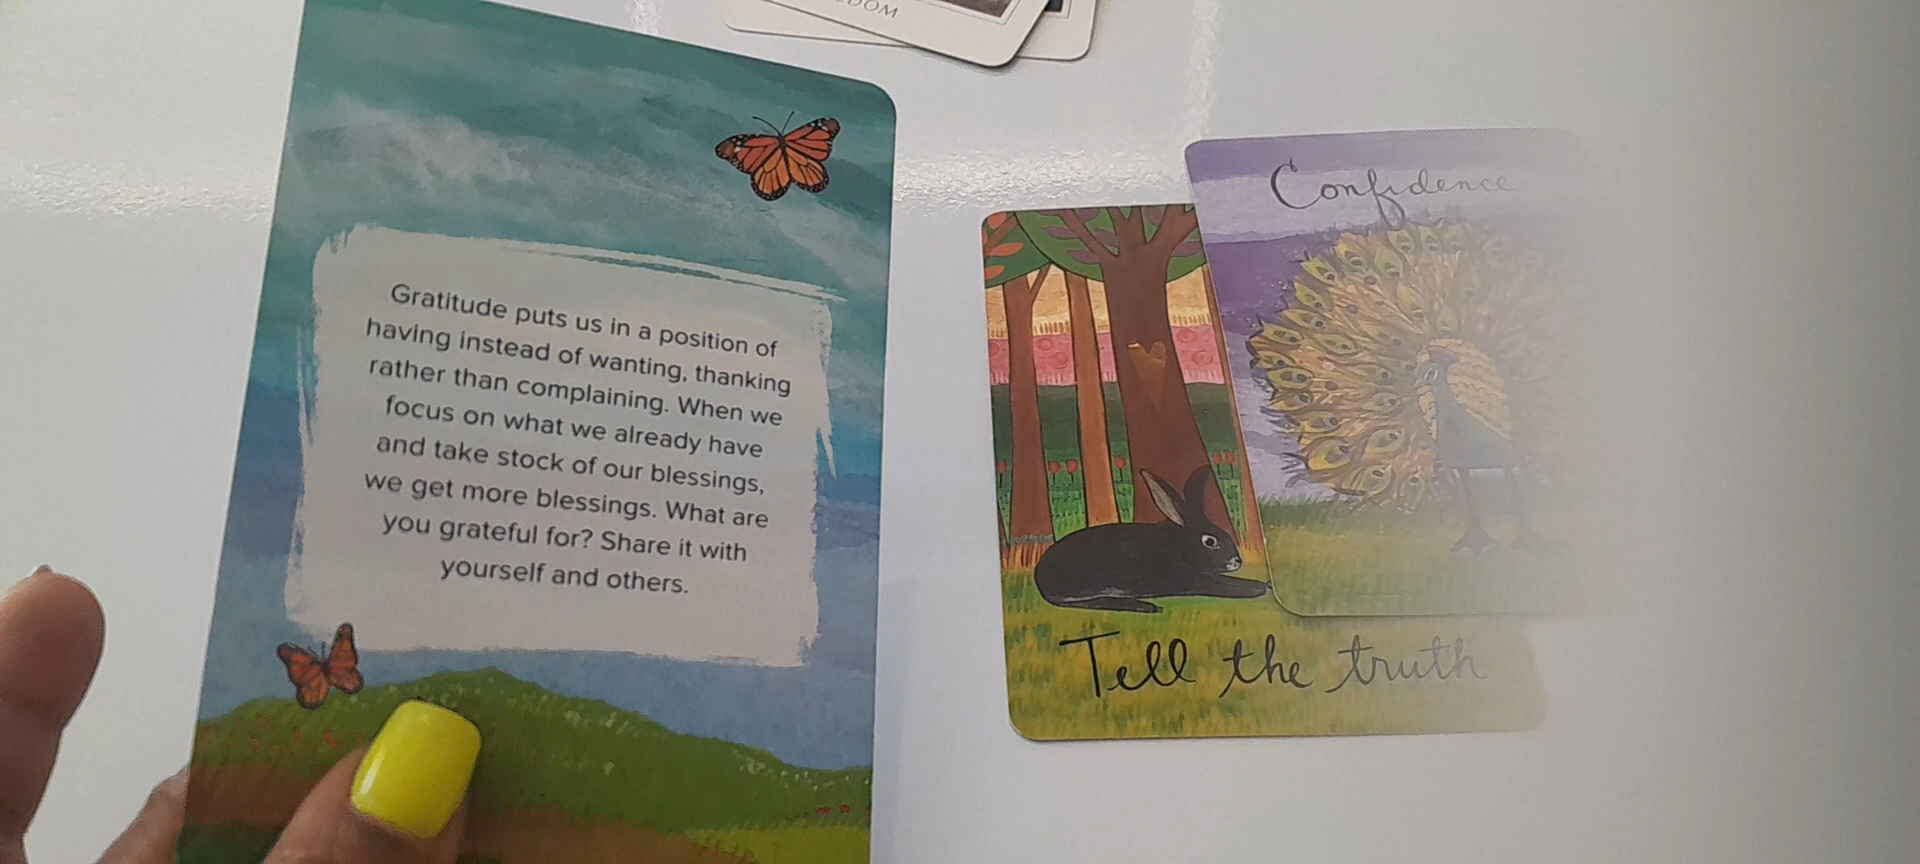 Gratitude puts us in a position of
having instead of wanting, thanking
rather than complaining. When we
focus on what we already have
and take stock of our blessings,
we get more blessings. What are
you grateful for? Share it with
yourself and others.
Confidence
Tell the truth